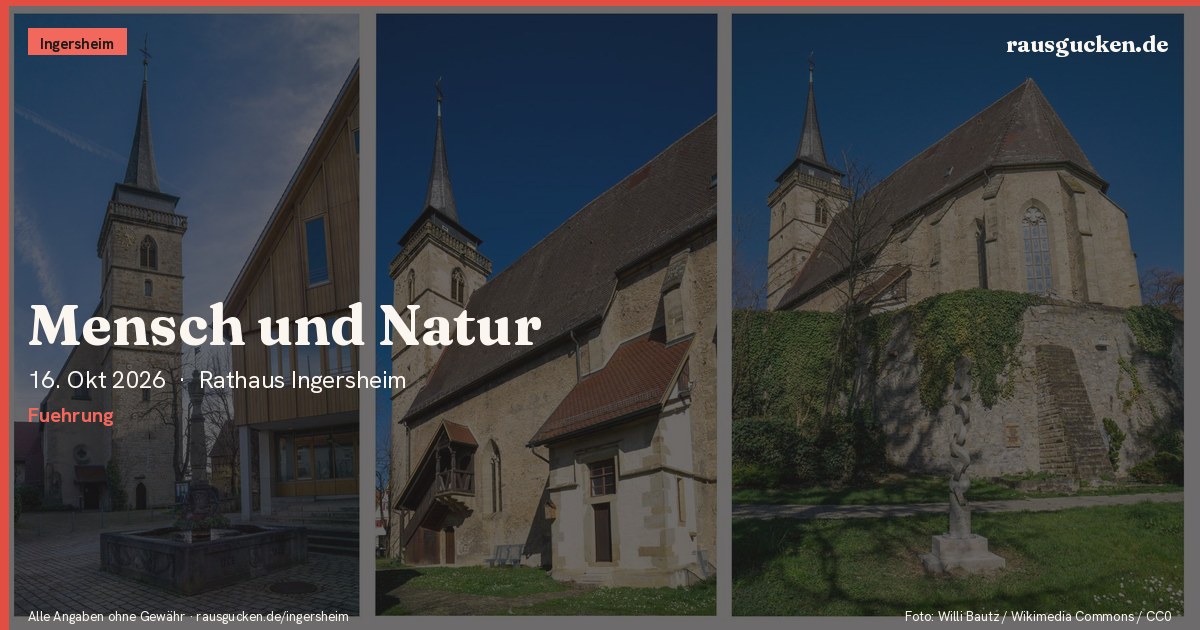 Ingersheim
rausgucken.de
Mensch und Natur
16. Okt 2026 · Rathaus Ingersheim
Fuehrung
Alle Angaben ohne Gewähr · rausgucken.de/ingersheim
Foto: Willi Bautz / Wikimedia Commons / CC0